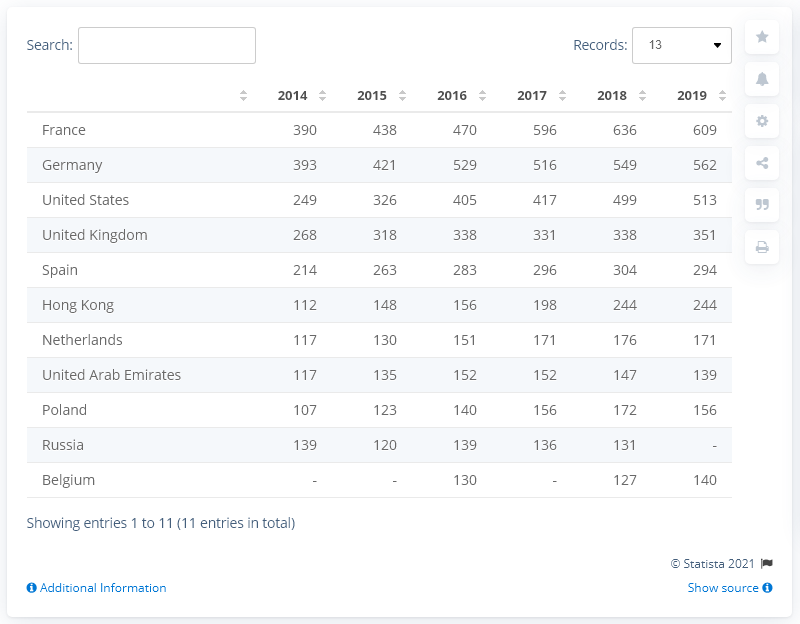 Search: Records: 13
2014 2015 2016 2017 2018 2019
France 390 438 470 596 636 609
Germany 393 421 529 516 549 562
United States 249 326 405 417 499 513
United Kingdom 268 318 338 331 338 351
Spain 214 263 283 296 304 294
Hong Kong 112 148 156 198 244 244
Netherlands 117 130 151 171 176 171
United Arab Emirates 117 135 152 152 147 139
Poland 107 123 140 156 172 156
Russia 139 120 139 136 131 -
Belgium - - 130 - 127 140
Showing entries 1 to 11 (11 entries in total)
© Statista 2021
Additional Information Show source